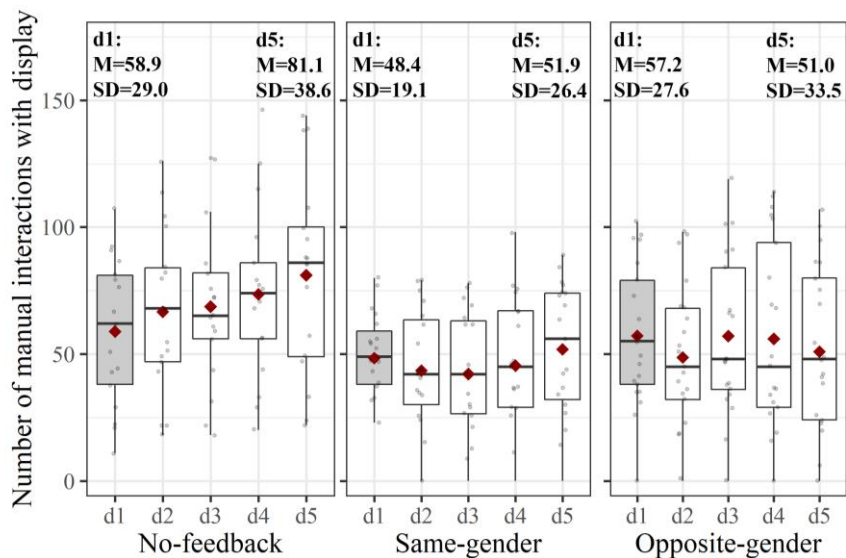 Number of manual interactions with display
150
100
50
0
d1:
M=58.9
SD=29.0
d5:
M=81.1
SD=38.6
d1:
M=48.4
SD=19.1
d5:
M=51.9
SD=26.4
d1:
M=57.2
SD=27.6
d5:
M=51.0
SD=33.5
d1 d2 d3 d4 d5
d1 d2 d3 d4 d5
d1 d2 d3 d4 d5
No-feedback
Same-gender
Opposite-gender